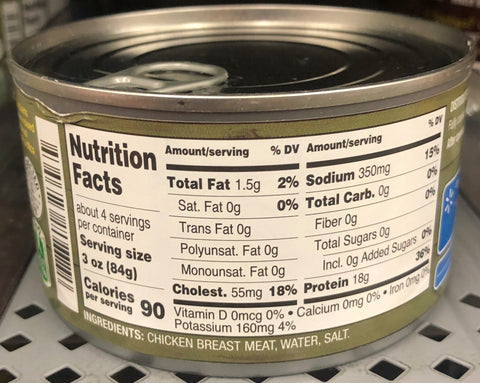 Nutrition Facts
about 4 servings
per container
Serving size
3 oz (84g)
Calories
per serving 90
Amount/serving % DV
Total Fat 1.5g 2%
Sat. Fat 0g 0%
Trans Fat 0g
Polyunsat. Fat 0g
Monounsat. Fat 0g
Cholest. 55mg 18%
Amount/serving % DV
Sodium 350mg 15%
Total Carb. 0g 0%
Fiber 0g 0%
Total Sugars 0g
Incl. 0g Added Sugars 0%
Protein 18g 36%
Vitamin D 0mcg 0% • Calcium 0mg 0% • Iron 0mg 0%
Potassium 160mg 4%
INGREDIENTS: CHICKEN BREAST MEAT, WATER, SALT.